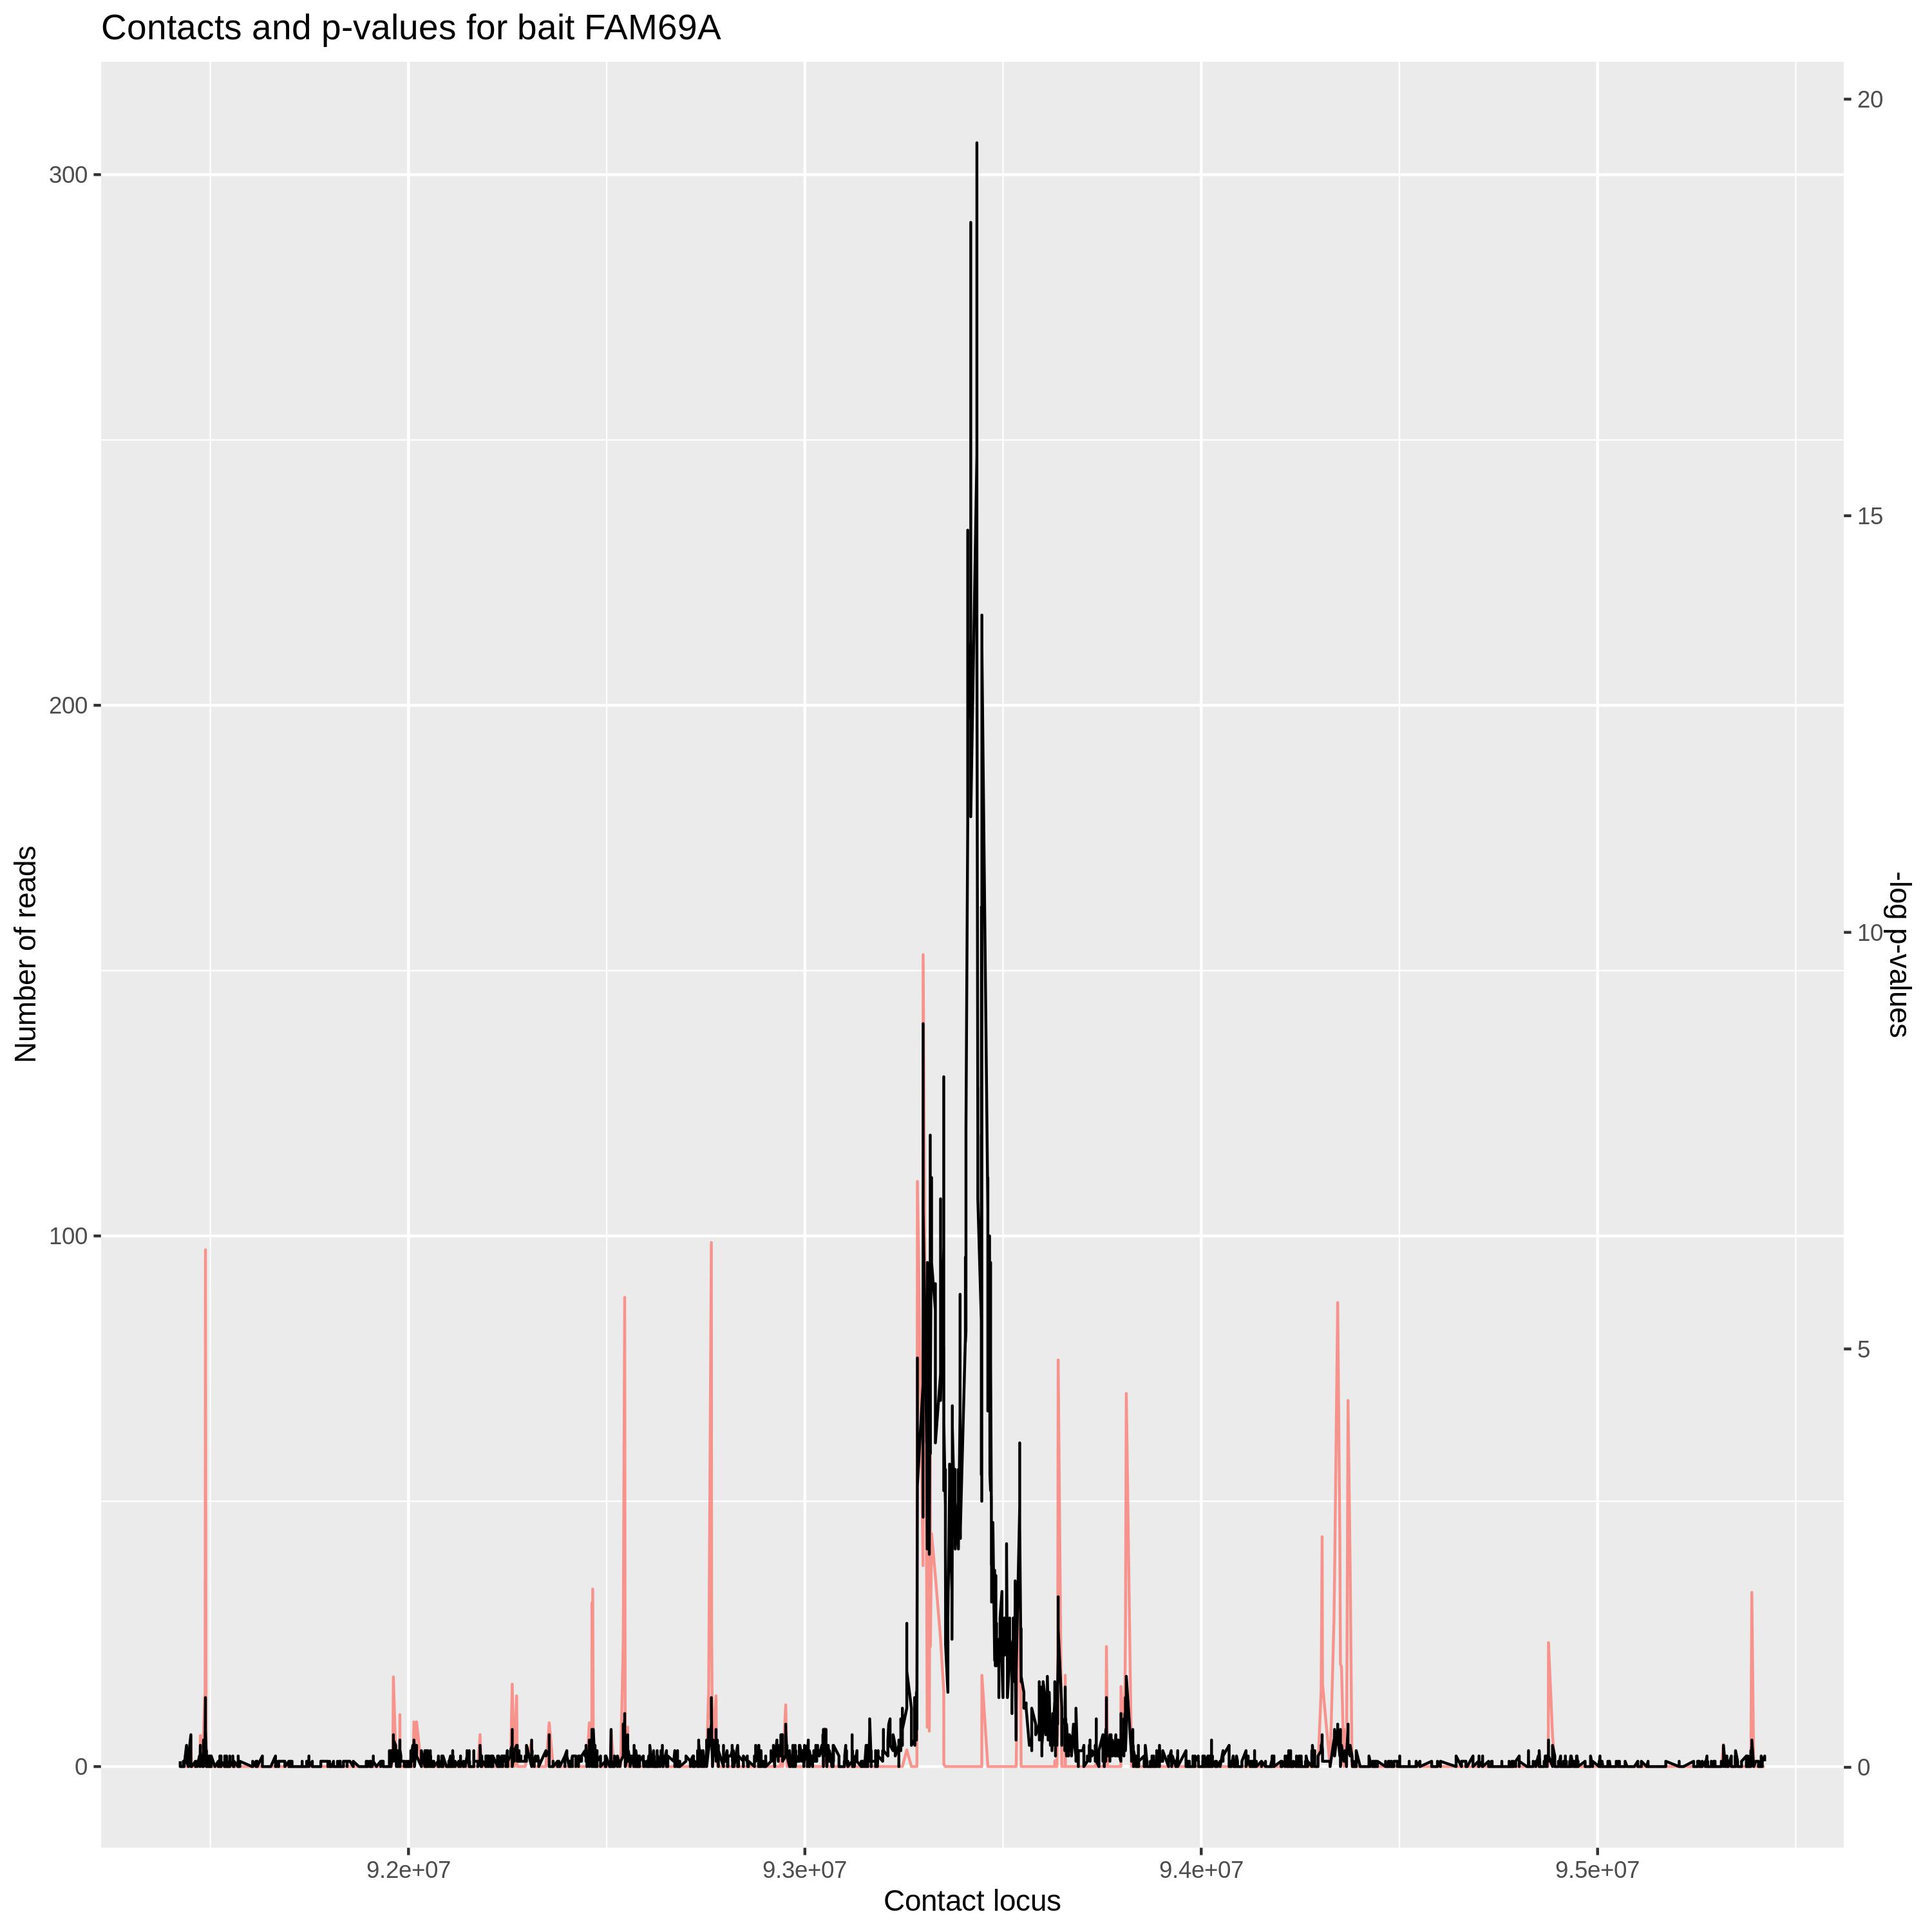 Contacts and p-values for bait FAM69A
300
200
100
0
Number of reads
20
15
10
5
0
-log p-values
9.2e+07 9.3e+07 9.4e+07 9.5e+07
Contact locus